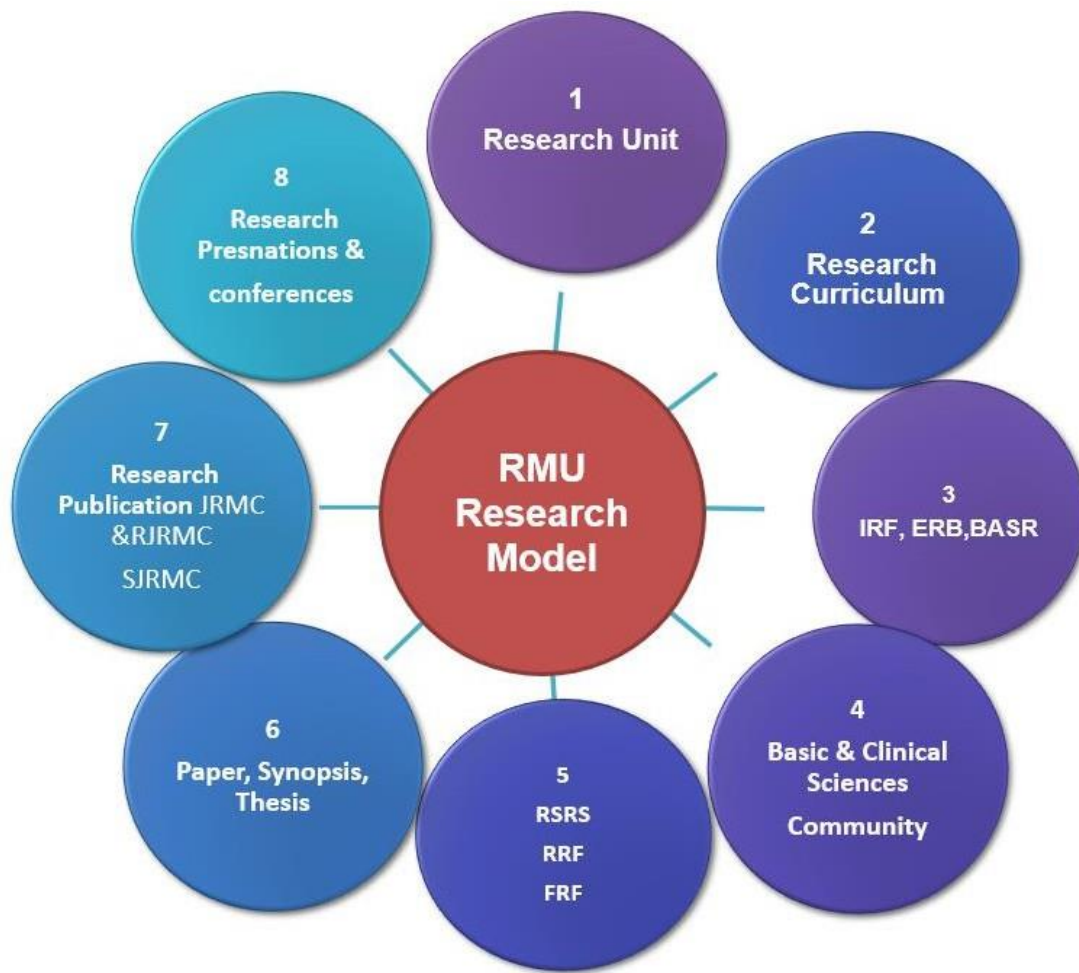 RMU
Research
Model
1
Research Unit
2
Research
Curriculum
3
IRF, ERB,BASR
4
Basic & Clinical
Sciences
Community
5
RSRS
RRF
FRF
6
Paper, Synopsis,
Thesis
7
Research
Publication JRMC
&RJRMC
SJRMC
8
Research
Presnations &
conferences